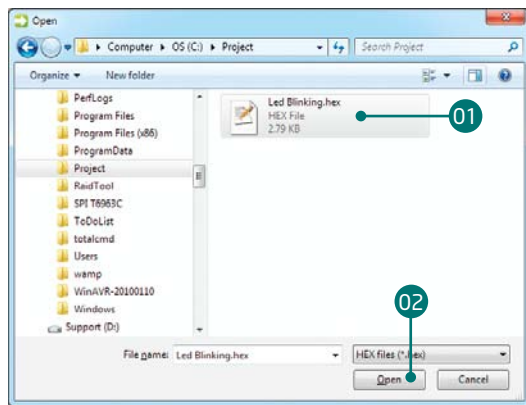 Open
Computer ▸ OS (C:) ▸ Project
Search Project
Organize
New folder
PerfLogs
Program Files
Program Files (x86)
ProgramData
Project
RaidTool
SPI T6963C
ToDoList
totalcmd
Users
wamp
WinAVR-20100110
Windows
Support (D:)
Led Blinking.hex
HEX File
2.79 KB
01
02
File name: Led Blinking.hex
HEX files (*.hex)
Open
Cancel